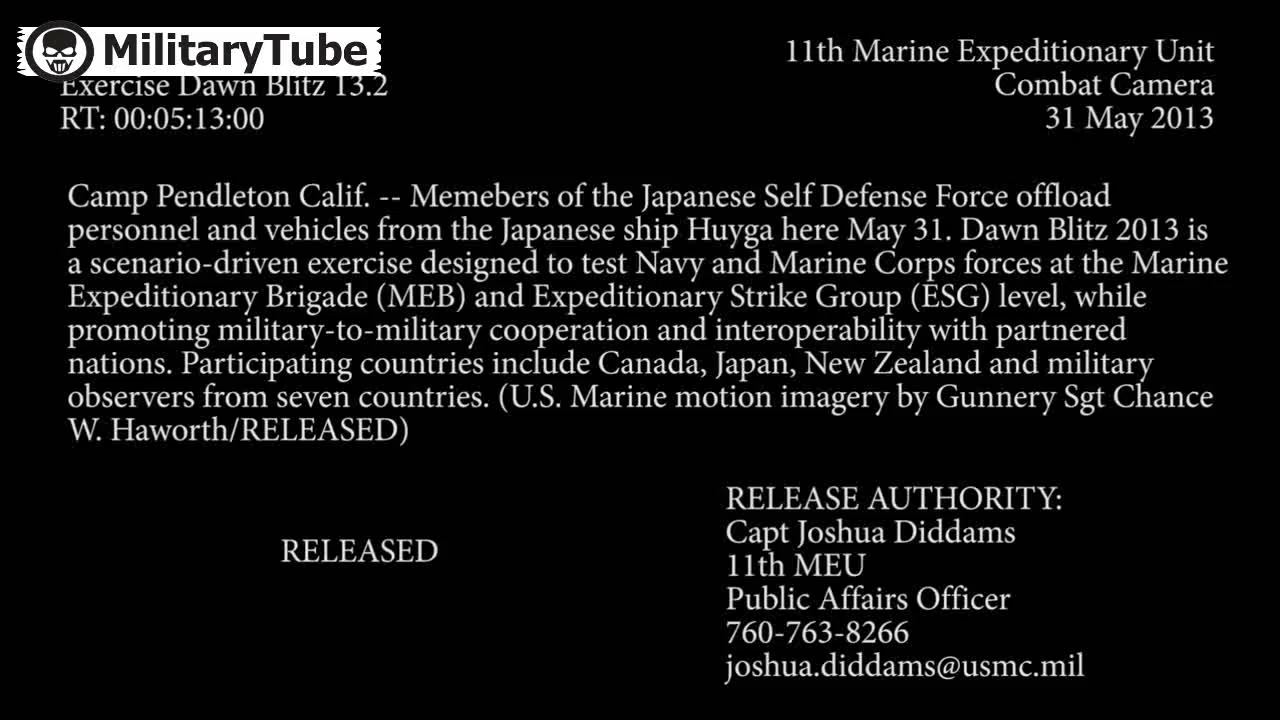 MilitaryTube
Exercise Dawn Blitz 13.2
RT: 00:05:13:00
11th Marine Expeditionary Unit
Combat Camera
31 May 2013
Camp Pendleton Calif. -- Memebers of the Japanese Self Defense Force offload
personnel and vehicles from the Japanese ship Huyga here May 31. Dawn Blitz 2013 is
a scenario-driven exercise designed to test Navy and Marine Corps forces at the Marine
Expeditionary Brigade (MEB) and Expeditionary Strike Group (ESG) level, while
promoting military-to-military cooperation and interoperability with partnered
nations. Participating countries include Canada, Japan, New Zealand and military
observers from seven countries. (U.S. Marine motion imagery by Gunnery Sgt Chance
W. Haworth/RELEASED)
RELEASED
RELEASE AUTHORITY:
Capt Joshua Diddams
11th MEU
Public Affairs Officer
760-763-8266
joshua.diddams@usmc.mil